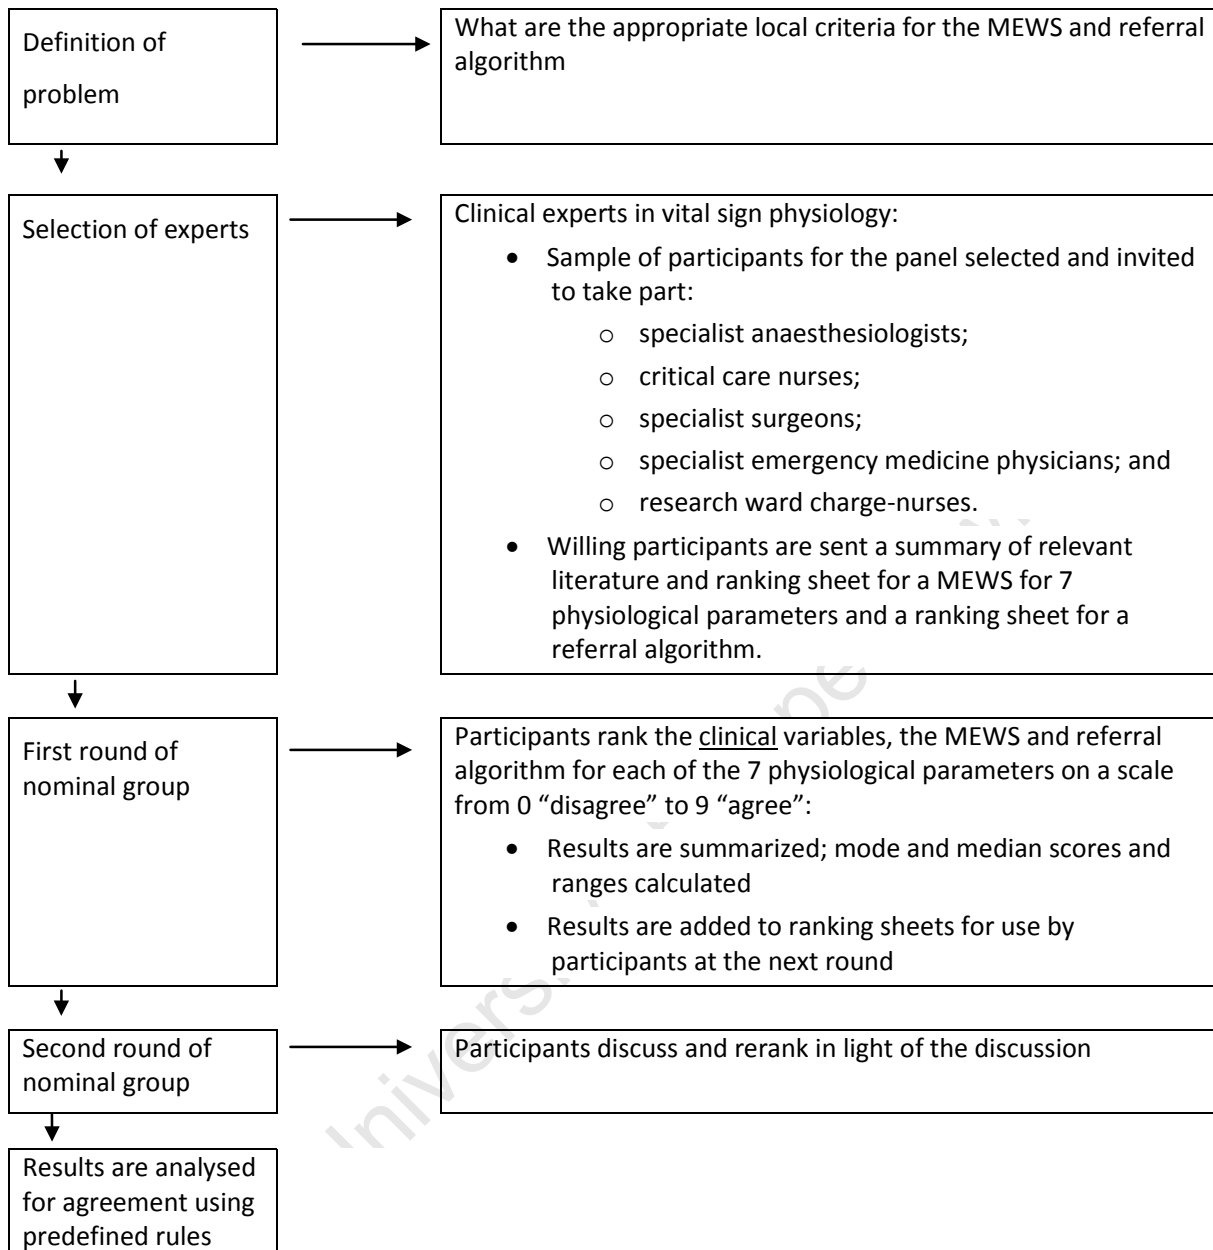 Definition of
problem
What are the appropriate local criteria for the MEWS and referral
algorithm
Selection of experts
Clinical experts in vital sign physiology:
• Sample of participants for the panel selected and invited
to take part:
o specialist anaesthesiologists;
o critical care nurses;
o specialist surgeons;
o specialist emergency medicine physicians; and
o research ward charge-nurses.
• Willing participants are sent a summary of relevant
literature and ranking sheet for a MEWS for 7
physiological parameters and a ranking sheet for a
referral algorithm.
First round of
nominal group
Participants rank the clinical variables, the MEWS and referral
algorithm for each of the 7 physiological parameters on a scale
from 0 “disagree” to 9 “agree”:
• Results are summarized; mode and median scores and
ranges calculated
• Results are added to ranking sheets for use by
participants at the next round
Second round of
nominal group
Participants discuss and rerank in light of the discussion
Results are analysed
for agreement using
predefined rules